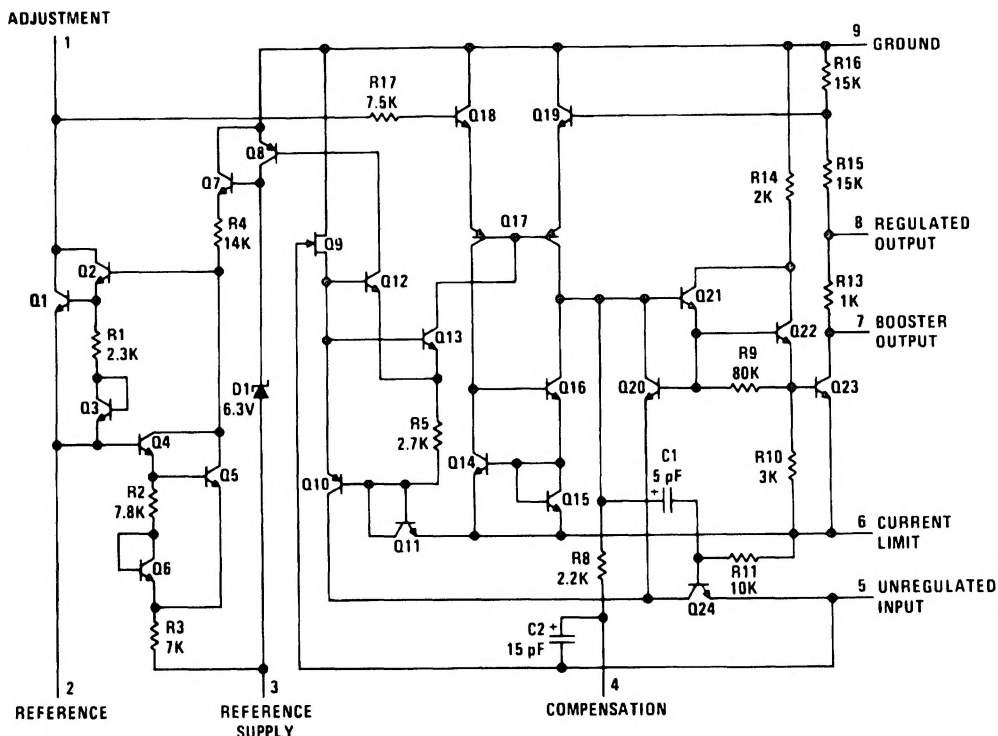 ADJUSTMENT
1
9
GROUND
R16
15K
R17
7.5K
Q18
Q19
Q8
Q7
R15
15K
R14
2K
R4
14K
8
REGULATED
OUTPUT
Q17
Q9
Q2
Q12
Q21
R13
1K
Q1
Q13
Q22
7
BOOSTER
OUTPUT
R1
2.3K
R9
80K
D1
6.3V
Q16
Q20
Q23
Q3
Q4
R5
2.7K
Q14
C1
5 pF
+
R10
3K
Q5
R2
7.8K
Q10
Q15
6
CURRENT
LIMIT
Q11
R8
2.2K
R11
10K
Q6
5
UNREGULATED
INPUT
Q24
R3
7K
C2
+
15 pF
2
REFERENCE
3
REFERENCE
SUPPLY
4
COMPENSATION